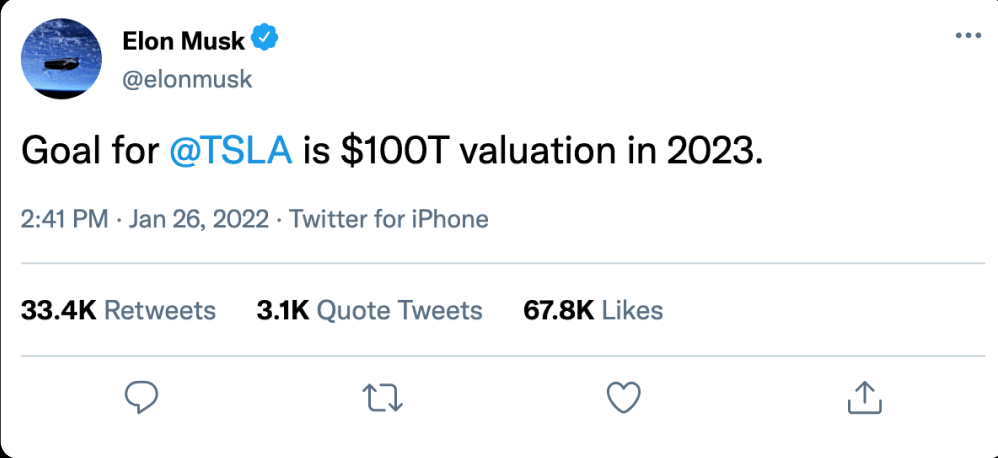 Elon Musk
@elonmusk
Goal for @TSLA is $100T valuation in 2023.
2:41 PM · Jan 26, 2022 · Twitter for iPhone
33.4K Retweets 3.1K Quote Tweets 67.8K Likes